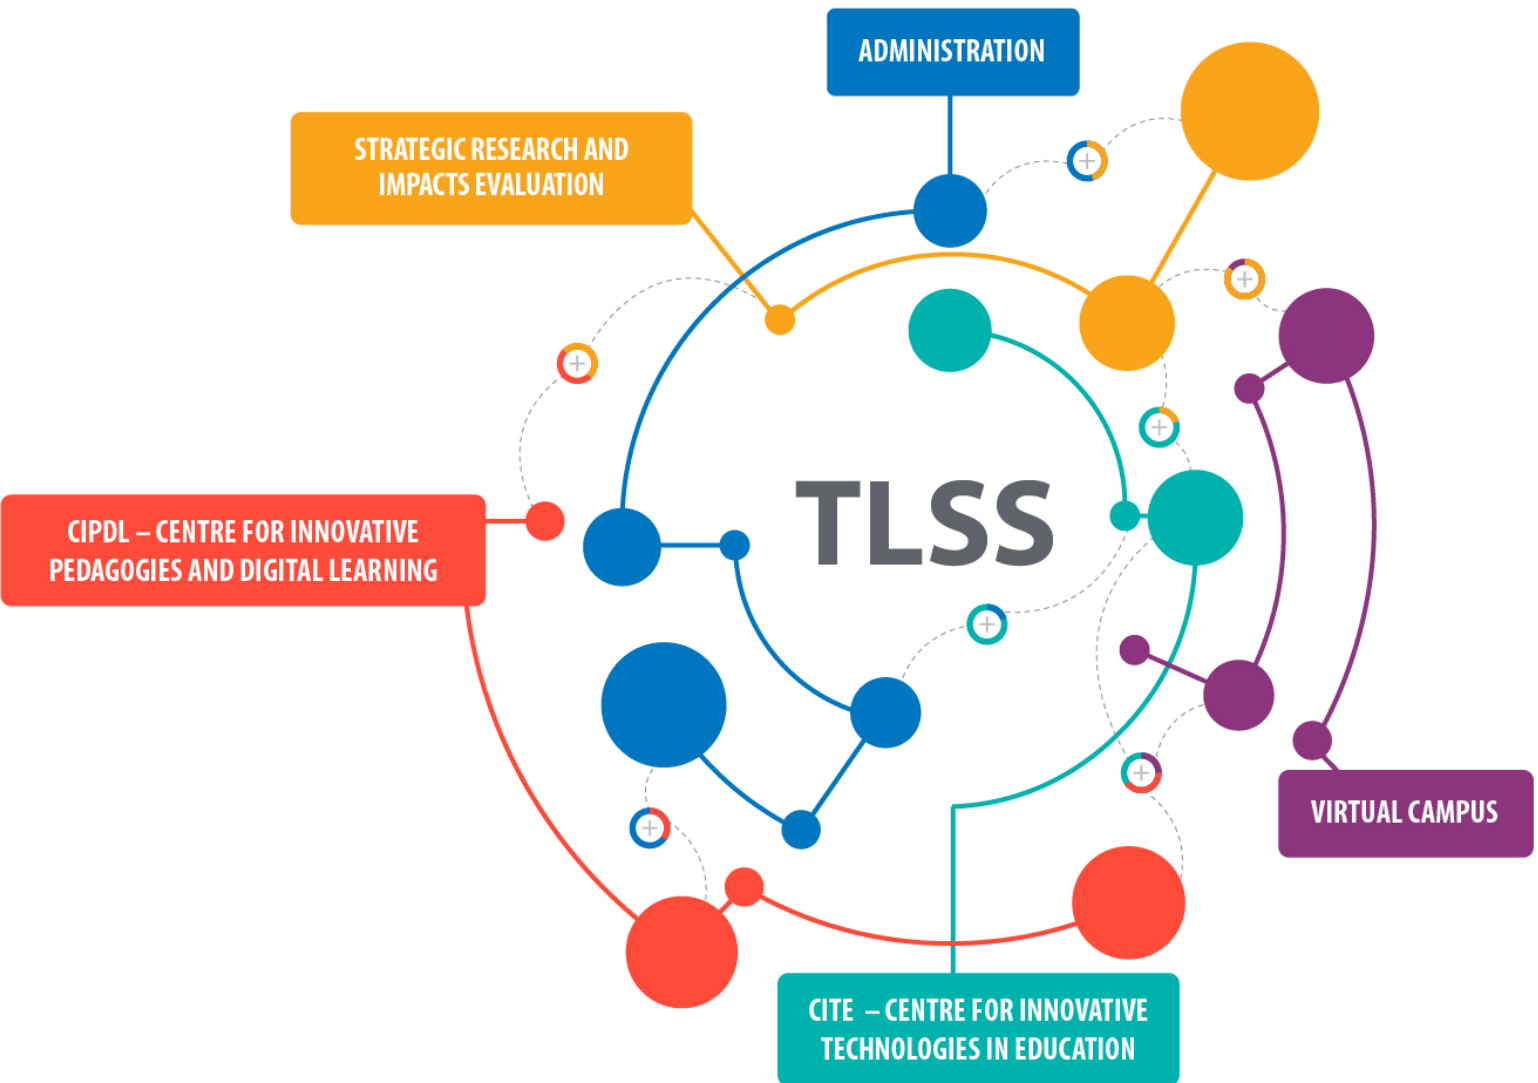 ADMINISTRATION
STRATEGIC RESEARCH AND
IMPACTS EVALUATION
TLSS
CIPDL – CENTRE FOR INNOVATIVE
PEDAGOGIES AND DIGITAL LEARNING
VIRTUAL CAMPUS
CITE – CENTRE FOR INNOVATIVE
TECHNOLOGIES IN EDUCATION